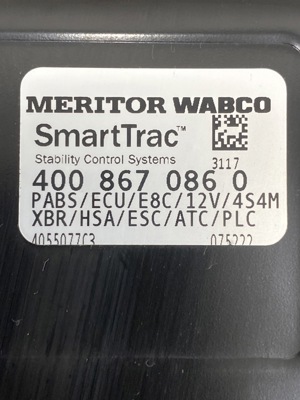 MERITOR WABCO
SmartTrac™
Stability Control Systems
3117
400 867 086 0
PABS/ECU/E8C/12V/4S4M
XBR/HSA/ESC/ATC/PLC
4055077C3 075222